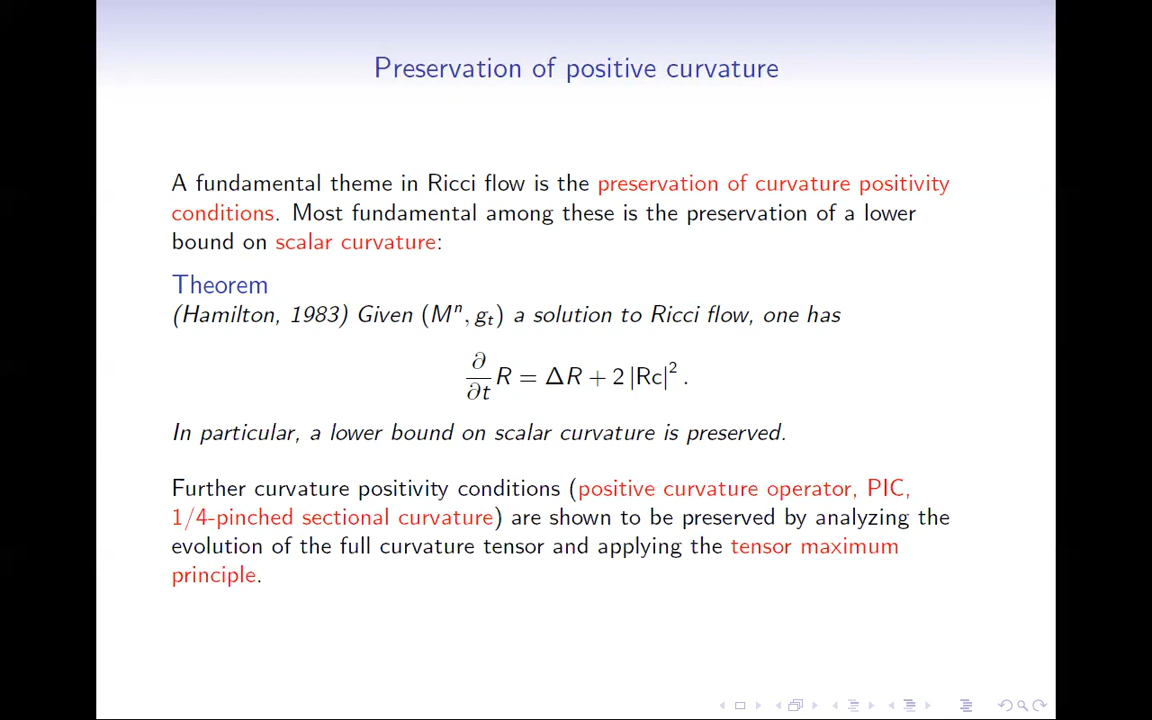 Preservation of positive curvature
A fundamental theme in Ricci flow is the preservation of curvature positivity
conditions. Most fundamental among these is the preservation of a lower
bound on scalar curvature:
Theorem
(Hamilton, 1983) Given (Mⁿ, gₜ) a solution to Ricci flow, one has
∂/∂t R = ΔR + 2 |Rc|².
In particular, a lower bound on scalar curvature is preserved.
Further curvature positivity conditions (positive curvature operator, PIC,
1/4-pinched sectional curvature) are shown to be preserved by analyzing the
evolution of the full curvature tensor and applying the tensor maximum
principle.